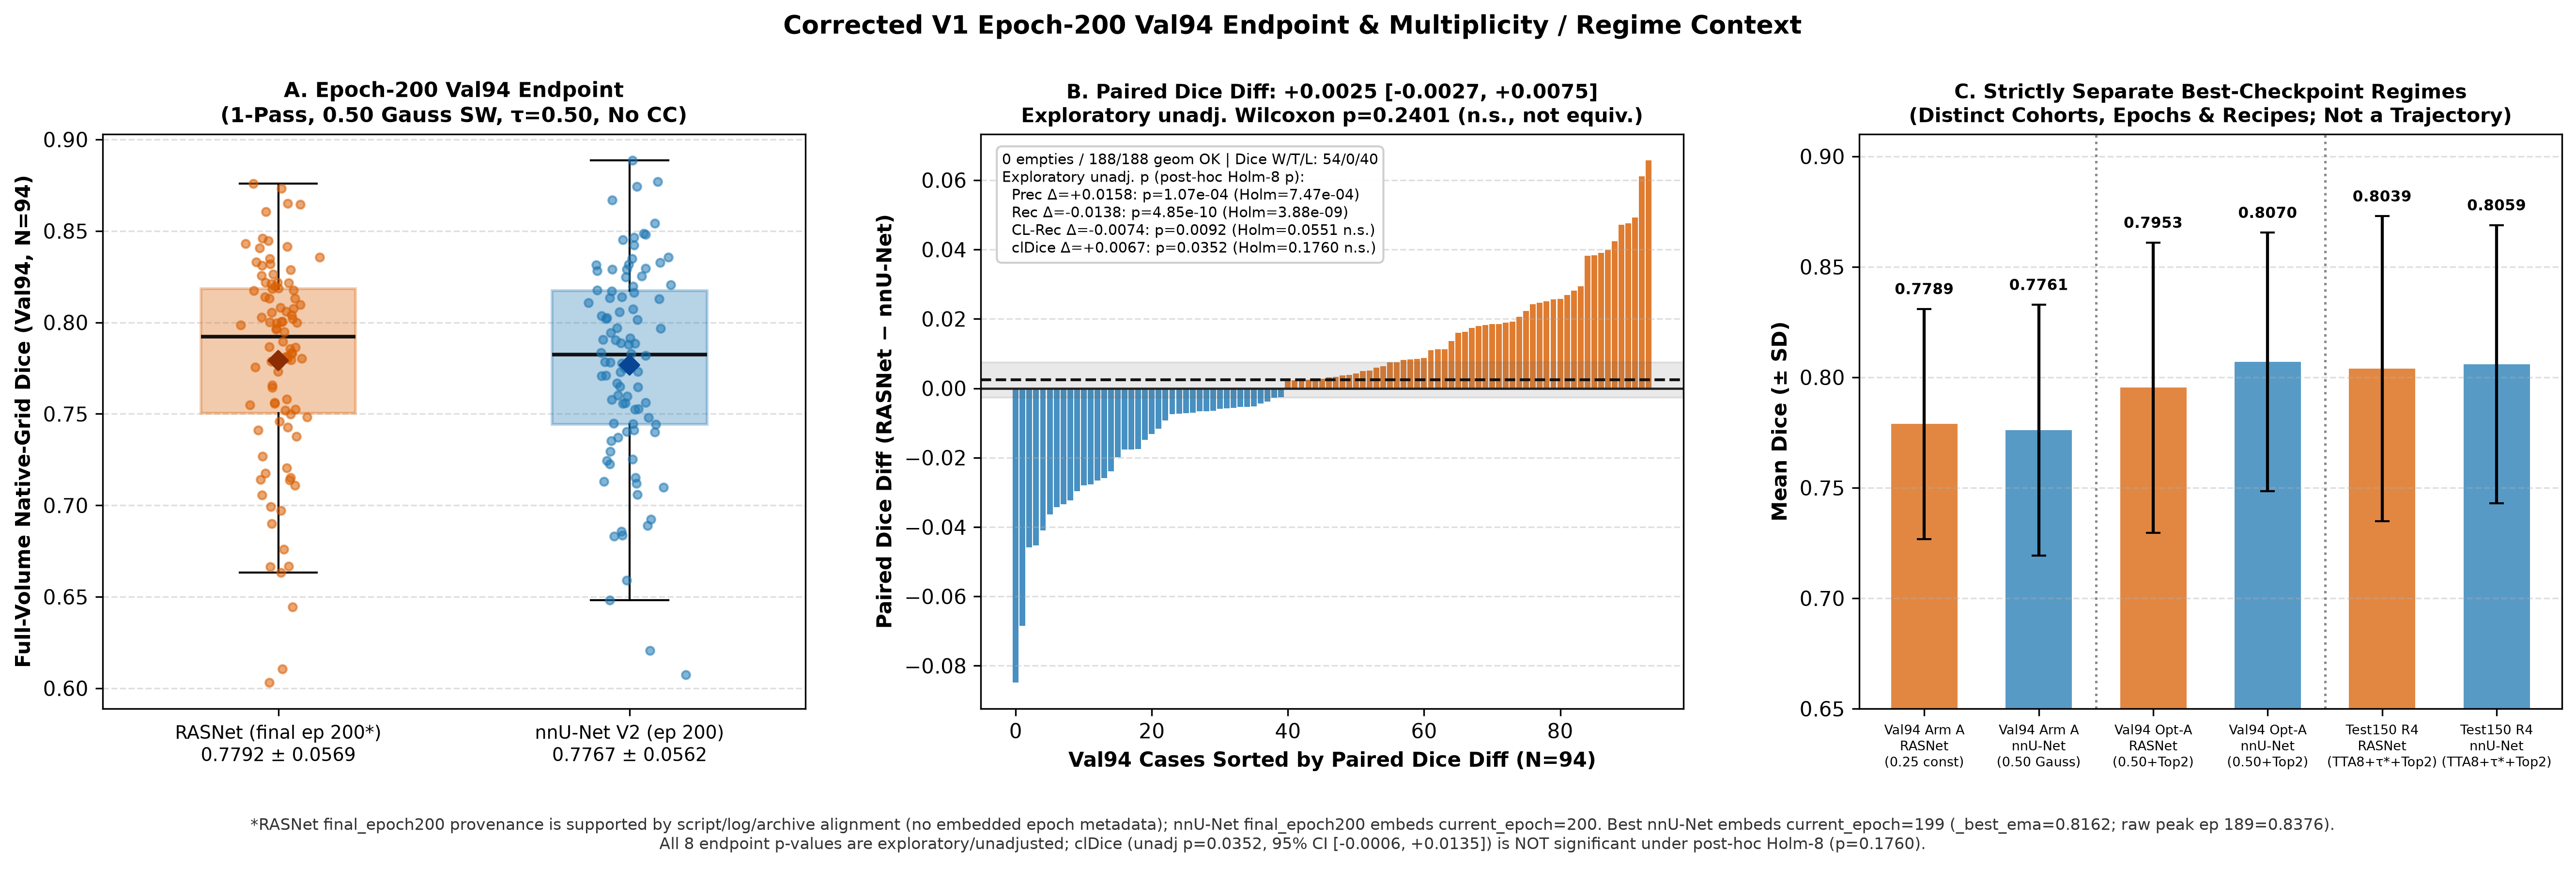 Corrected V1 Epoch-200 Val94 Endpoint & Multiplicity / Regime Context
A. Epoch-200 Val94 Endpoint
(1-Pass, 0.50 Gauss SW, τ=0.50, No CC)
Full-Volume Native-Grid Dice (Val94, N=94)
0.90
0.85
0.80
0.75
0.70
0.65
0.60
RASNet (final ep 200*)
0.7792 ± 0.0569
nnU-Net V2 (ep 200)
0.7767 ± 0.0562
B. Paired Dice Diff: +0.0025 [-0.0027, +0.0075]
Exploratory unadj. Wilcoxon p=0.2401 (n.s., not equiv.)
0 empties / 188/188 geom OK | Dice W/T/L: 54/0/40
Exploratory unadj. p (post-hoc Holm-8 p):
Prec Δ=+0.0158: p=1.07e-04 (Holm=7.47e-04)
Rec Δ=-0.0138: p=4.85e-10 (Holm=3.88e-09)
CL-Rec Δ=-0.0074: p=0.0092 (Holm=0.0551 n.s.)
clDice Δ=+0.0067: p=0.0352 (Holm=0.1760 n.s.)
Paired Dice Diff (RASNet − nnU-Net)
0.06
0.04
0.02
0.00
−0.02
−0.04
−0.06
−0.08
0
20
40
60
80
Val94 Cases Sorted by Paired Dice Diff (N=94)
C. Strictly Separate Best-Checkpoint Regimes
(Distinct Cohorts, Epochs & Recipes; Not a Trajectory)
Mean Dice (± SD)
0.90
0.85
0.80
0.75
0.70
0.65
0.7789
0.7761
0.7953
0.8070
0.8039
0.8059
Val94 Arm A
RASNet
(0.25 const)
Val94 Arm A
nnU-Net
(0.50 Gauss)
Val94 Opt-A
RASNet
(0.50+Top2)
Val94 Opt-A
nnU-Net
(0.50+Top2)
Test150 R4
RASNet
(TTA8+τ*+Top2)
Test150 R4
nnU-Net
(TTA8+τ*+Top2)
*RASNet final_epoch200 provenance is supported by script/log/archive alignment (no embedded epoch metadata); nnU-Net final_epoch200 embeds current_epoch=200. Best nnU-Net embeds current_epoch=199 (_best_ema=0.8162; raw peak ep 189=0.8376).
All 8 endpoint p-values are exploratory/unadjusted; clDice (unadj p=0.0352, 95% CI [-0.0006, +0.0135]) is NOT significant under post-hoc Holm-8 (p=0.1760).